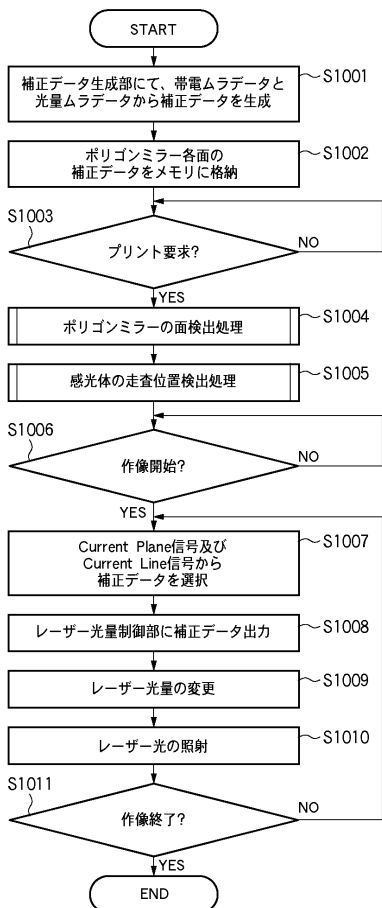 START
補正データ生成部にて、帯電ムラデータと
光量ムラデータから補正データを生成
S1001
ポリゴンミラー各面の
補正データをメモリに格納
S1002
S1003
プリント要求?
NO
YES
ポリゴンミラーの面検出処理
S1004
感光体の走査位置検出処理
S1005
S1006
作像開始?
NO
YES
Current Plane信号及び
Current Line信号から
補正データを選択
S1007
レーザー光量制御部に補正データ出力
S1008
レーザー光量の変更
S1009
レーザー光の照射
S1010
S1011
作像終了?
NO
YES
END